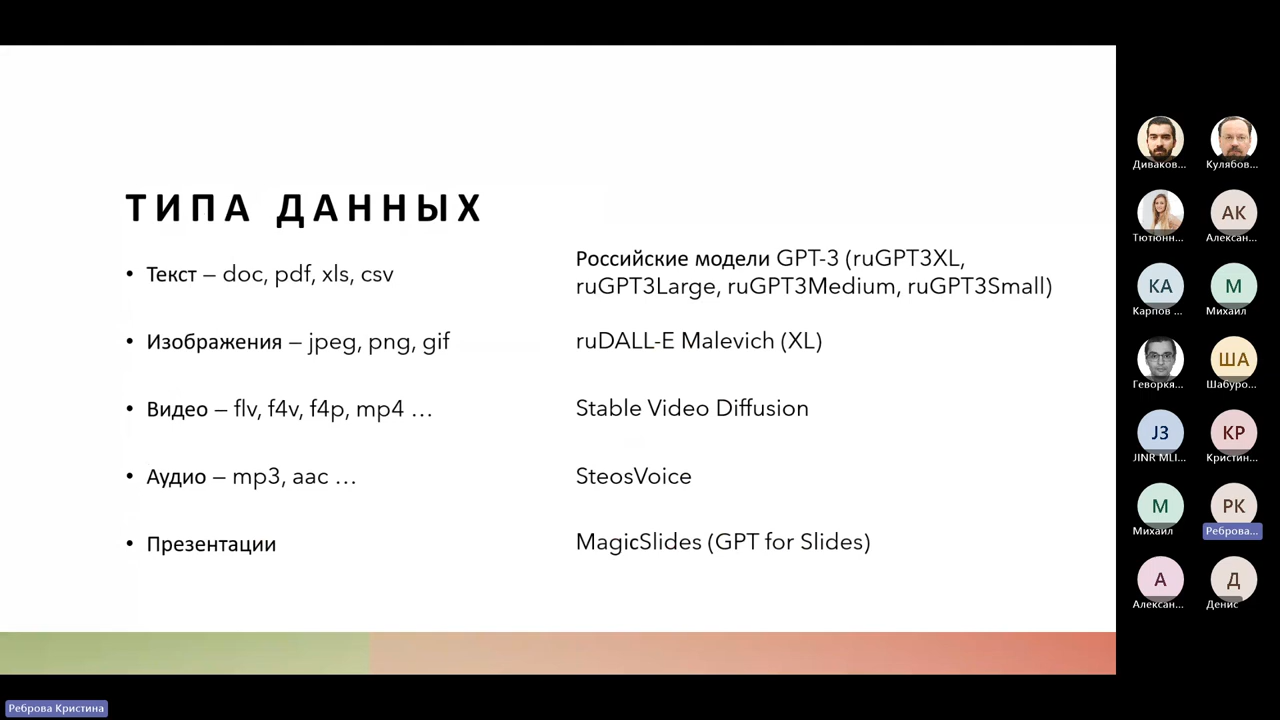 ТИПА ДАННЫХ
• Текст – doc, pdf, xls, csv
Российские модели GPT-3 (ruGPT3XL,
ruGPT3Large, ruGPT3Medium, ruGPT3Small)
• Изображения – jpeg, png, gif
ruDALL-E Malevich (XL)
• Видео – flv, f4v, f4p, mp4 ...
Stable Video Diffusion
• Аудио – mp3, aac ...
SteosVoice
• Презентации
MagicSlides (GPT for Slides)
Диваков...
Кулябов...
Тютюнн...
АК
Алексан...
КА
Карпов ...
М
Михаил
Геворкя...
ША
Шабуро...
J3
JINR MLI...
КР
Кристин...
М
Михаил
РК
Реброва...
А
Алексан...
Д
Денис
Реброва Кристина